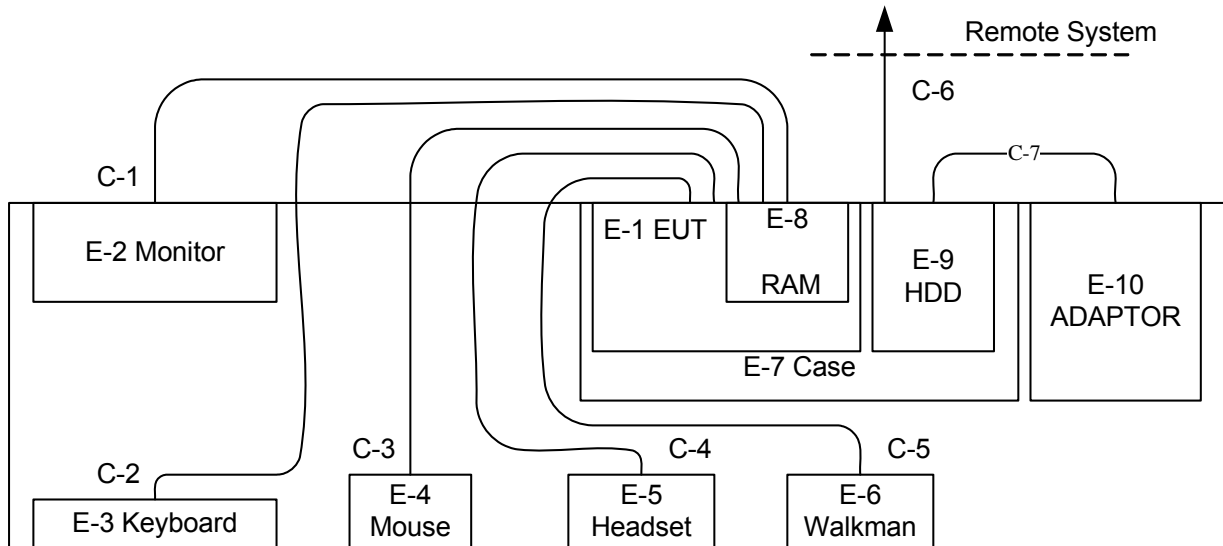 Remote System
C-6
C-7
C-1
E-2 Monitor
E-1 EUT
E-8
RAM
E-9
HDD
E-10
ADAPTOR
E-7 Case
C-2
C-3
C-4
C-5
E-3 Keyboard
E-4
Mouse
E-5
Headset
E-6
Walkman